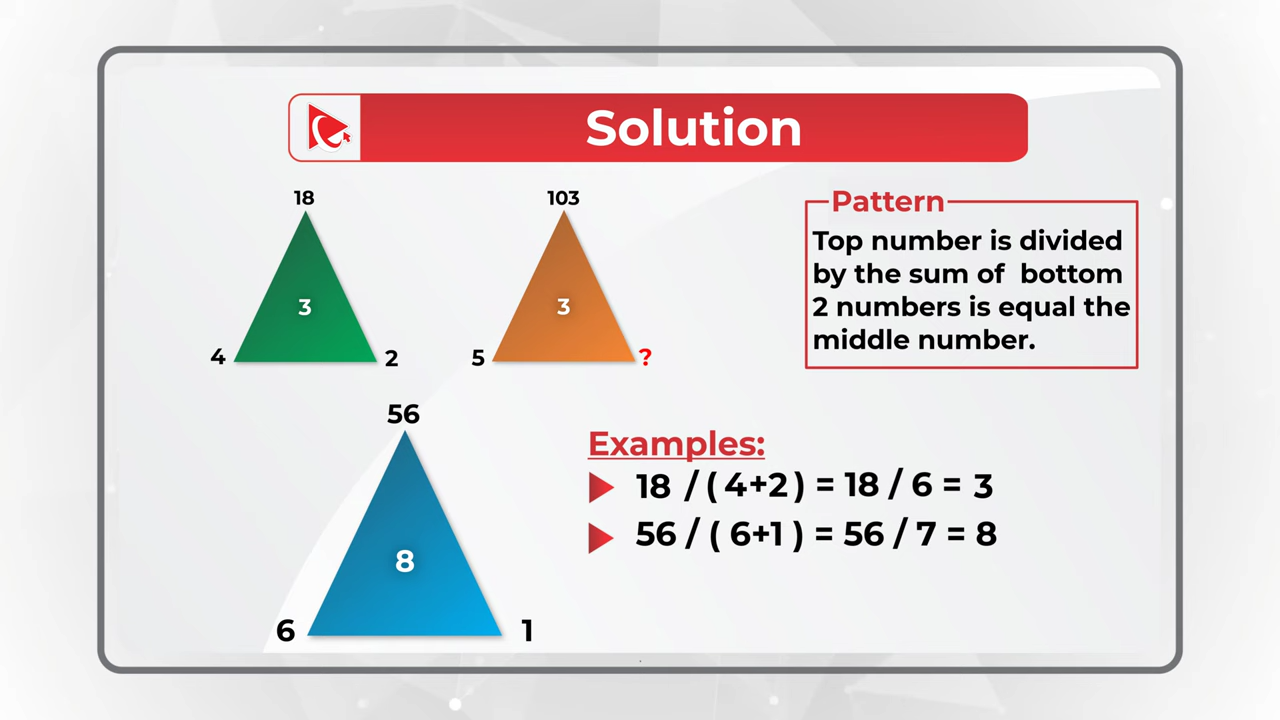 Solution
18
103
3
3
4
2
5
?
Pattern
Top number is divided
by the sum of bottom
2 numbers is equal the
middle number.
56
8
6
1
Examples:
18 / ( 4+2 ) = 18 / 6 = 3
56 / ( 6+1 ) = 56 / 7 = 8